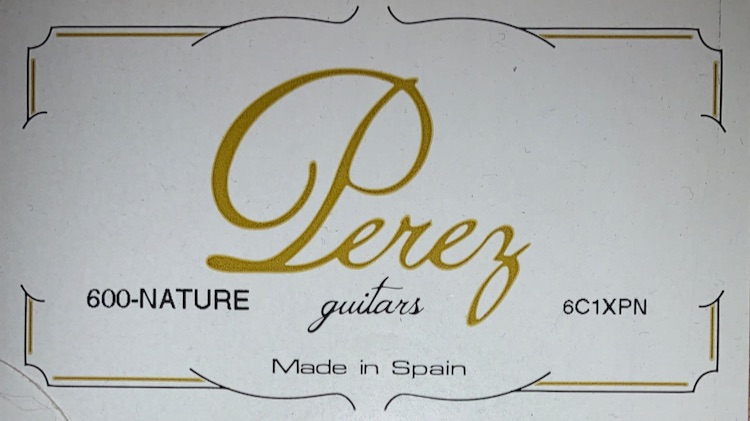 Perez
guitars
600-NATURE
6C1XPN
Made in Spain